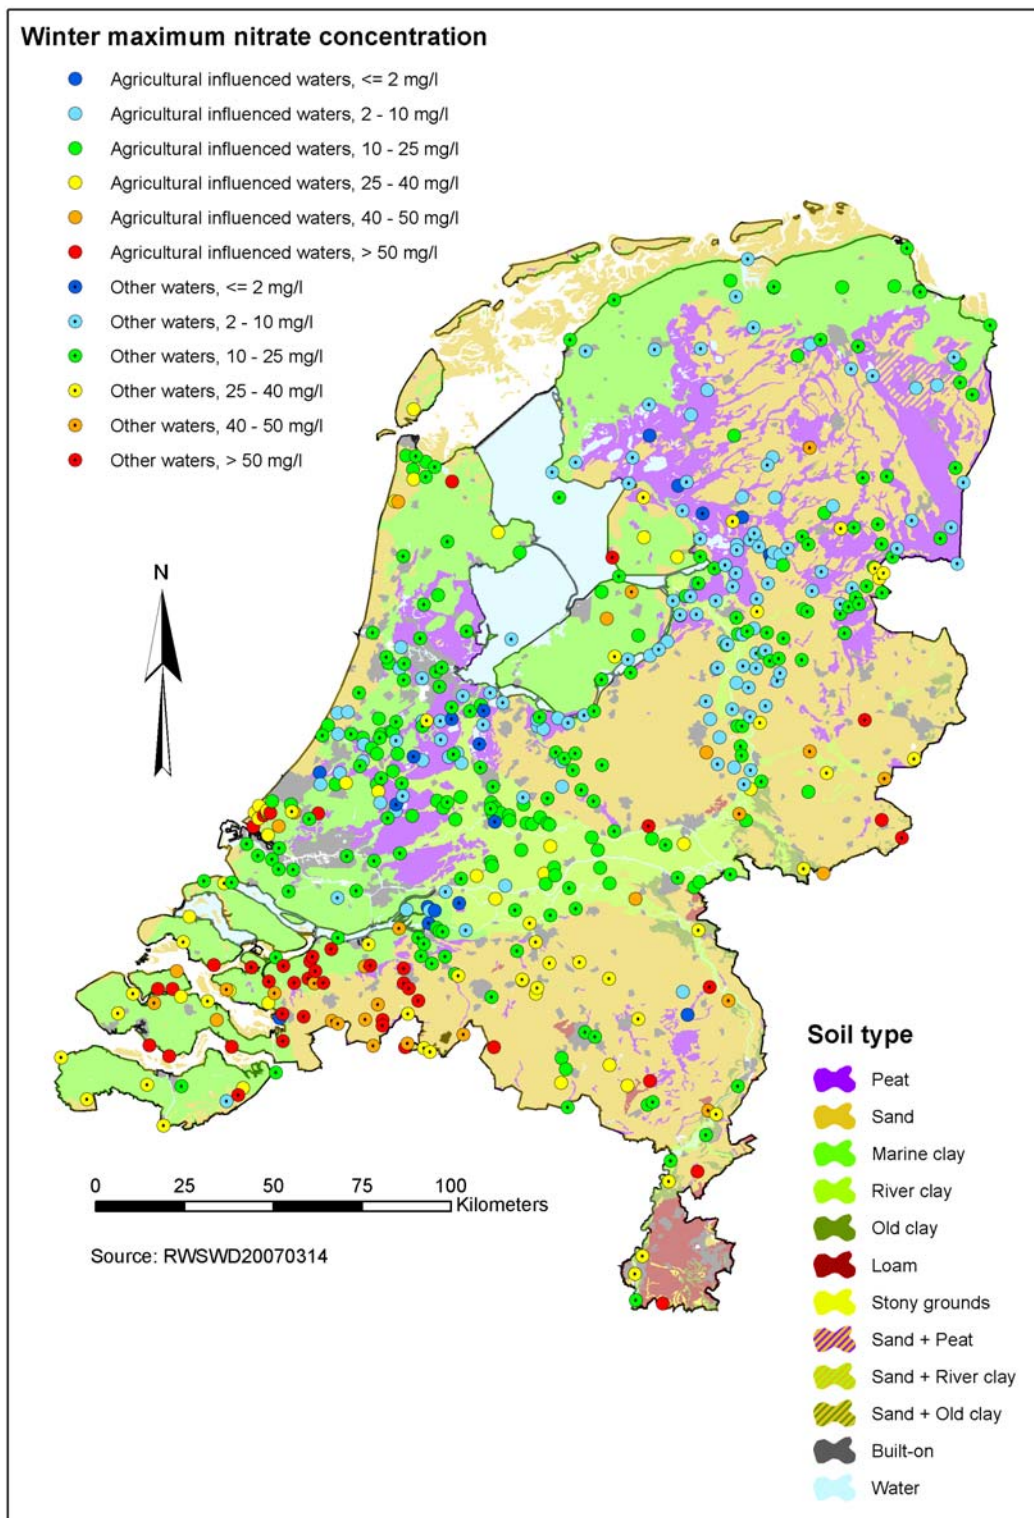 Winter maximum nitrate concentration
Agricultural influenced waters, <= 2 mg/l
Agricultural influenced waters, 2 - 10 mg/l
Agricultural influenced waters, 10 - 25 mg/l
Agricultural influenced waters, 25 - 40 mg/l
Agricultural influenced waters, 40 - 50 mg/l
Agricultural influenced waters, > 50 mg/l
Other waters, <= 2 mg/l
Other waters, 2 - 10 mg/l
Other waters, 10 - 25 mg/l
Other waters, 25 - 40 mg/l
Other waters, 40 - 50 mg/l
Other waters, > 50 mg/l
N
0 25 50 75 100
Kilometers
Source: RWSWD20070314
Soil type
Peat
Sand
Marine clay
River clay
Old clay
Loam
Stony grounds
Sand + Peat
Sand + River clay
Sand + Old clay
Built-on
Water